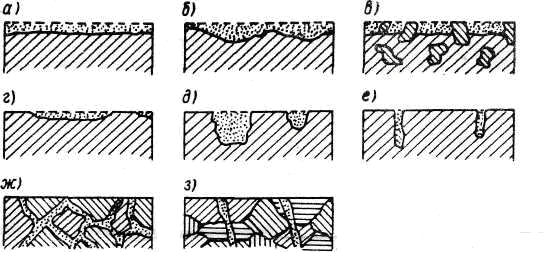 а) б) в)
г) д) е)
ж) з)